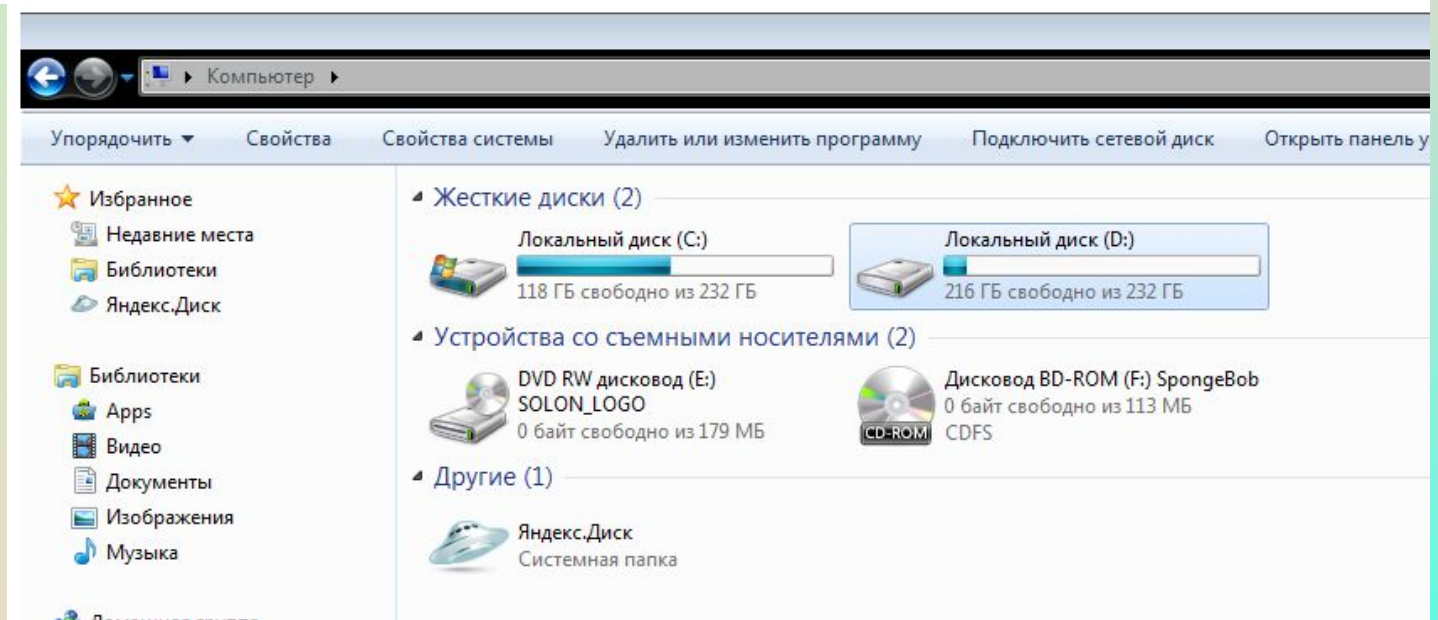 Компьютер
Упорядочить Свойства Свойства системы Удалить или изменить программу Подключить сетевой диск Открыть панель у
Избранное
Недавние места
Библиотеки
Яндекс.Диск
Библиотеки
Apps
Видео
Документы
Изображения
Музыка
Жесткие диски (2)
Локальный диск (C:)
118 ГБ свободно из 232 ГБ
Локальный диск (D:)
216 ГБ свободно из 232 ГБ
Устройства со съемными носителями (2)
DVD RW дисковод (E:)
SOLON_LOGO
0 байт свободно из 179 МБ
CD-ROM
Дисковод BD-ROM (F:) SpongeBob
0 байт свободно из 113 МБ
CDFS
Другие (1)
Яндекс.Диск
Системная папка